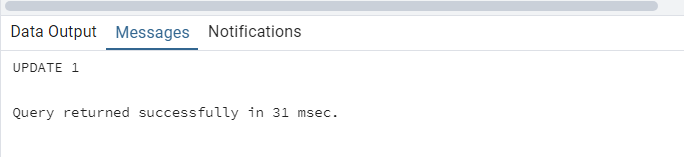 Data Output Messages Notifications
UPDATE 1
Query returned successfully in 31 msec.